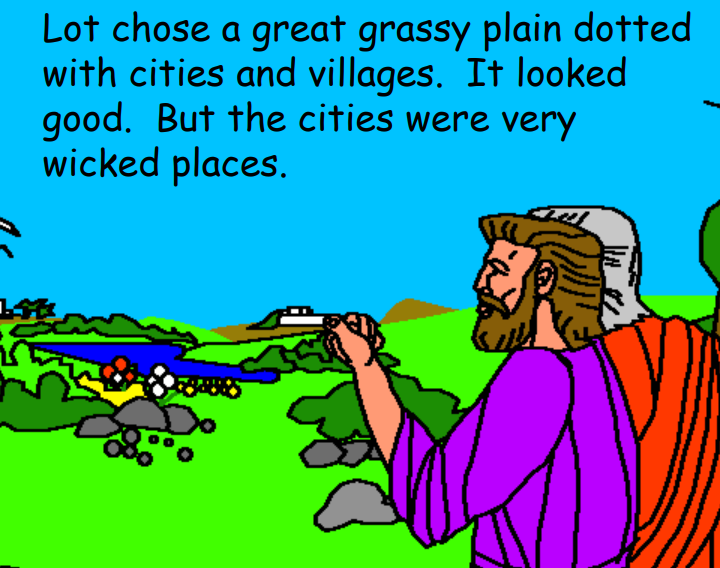 Lot chose a great grassy plain dotted
with cities and villages.  It looked
good.  But the cities were very
wicked places.